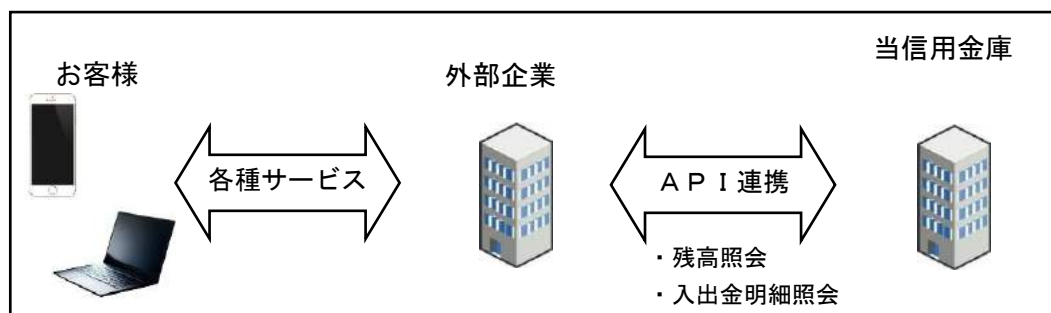 当信用金庫
お客様
外部企業
各種サービス
ＡＰＩ連携
・残高照会
・入出金明細照会